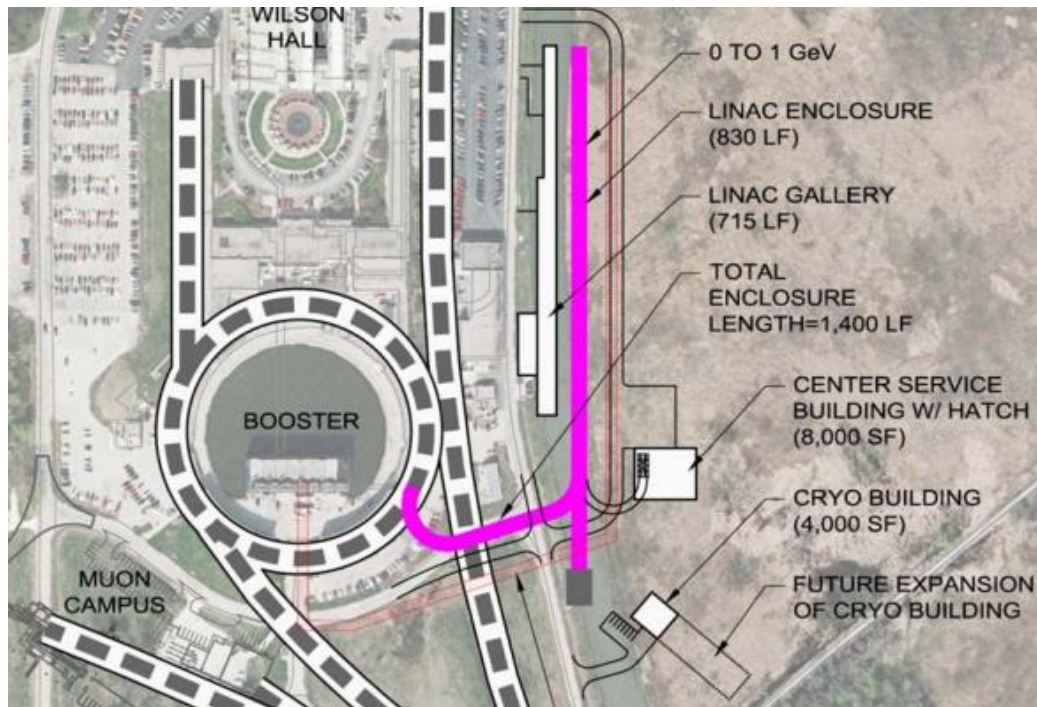 WILSON
HALL
0 TO 1 GeV
LINAC ENCLOSURE
(830 LF)
LINAC GALLERY
(715 LF)
TOTAL
ENCLOSURE
LENGTH=1,400 LF
BOOSTER
CENTER SERVICE
BUILDING W/ HATCH
(8,000 SF)
CRYO BUILDING
(4,000 SF)
MUON
CAMPUS
FUTURE EXPANSION
OF CRYO BUILDING